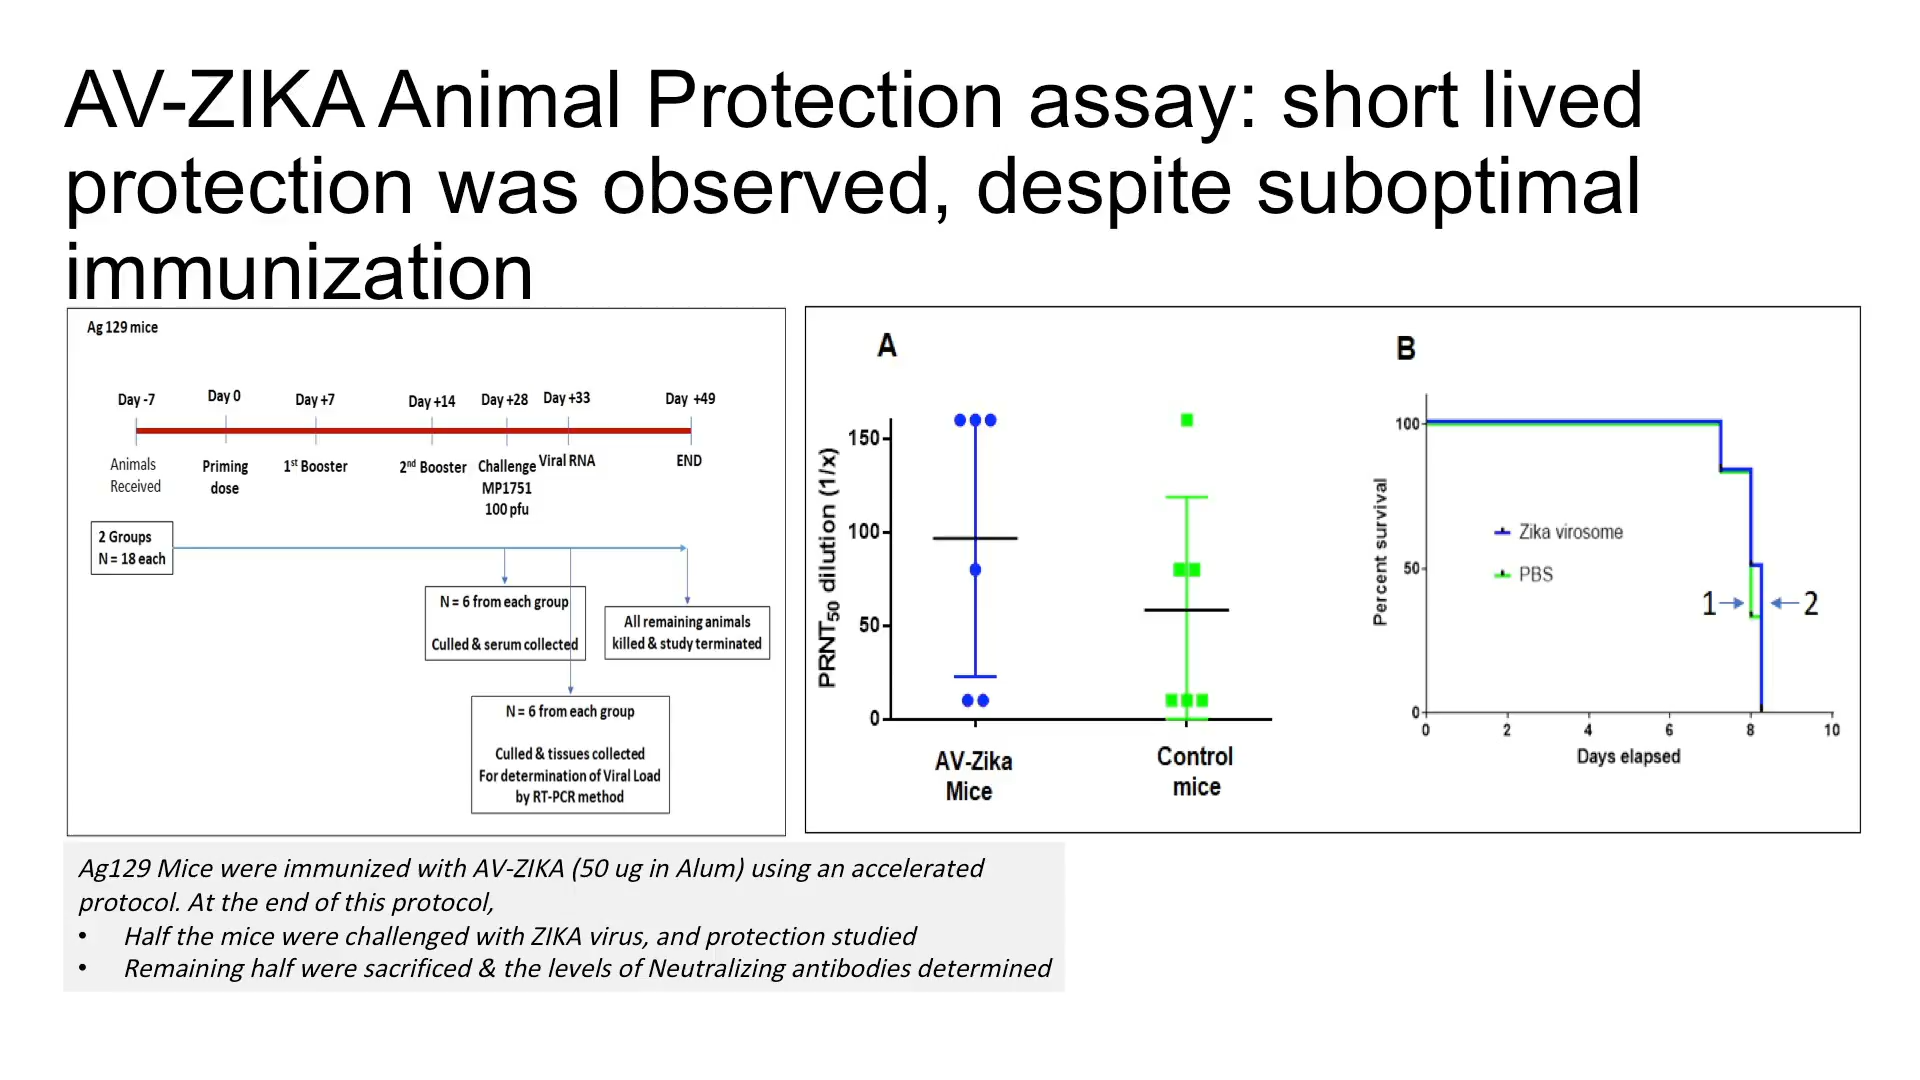 AV-ZIKA Animal Protection assay: short lived
protection was observed, despite suboptimal
immunization
Ag 129 mice
Day -7
Day 0
Day +7
Day +14
Day +28
Day +33
Day +49
Animals
Received
Priming
dose
1st Booster
2nd Booster
Challenge
MP1751
100 pfu
Viral RNA
END
2 Groups
N = 18 each
N = 6 from each group
Culled & serum collected
All remaining animals
killed & study terminated
N = 6 from each group
Culled & tissues collected
For determination of Viral Load
by RT-PCR method
A
PRNT50 dilution (1/x)
150
100
50
0
AV-Zika
Mice
Control
mice
B
Percent survival
100
50
0
Zika virosome
PBS
1
2
0
2
4
6
8
10
Days elapsed
Ag129 Mice were immunized with AV-ZIKA (50 ug in Alum) using an accelerated
protocol. At the end of this protocol,
• Half the mice were challenged with ZIKA virus, and protection studied
• Remaining half were sacrificed & the levels of Neutralizing antibodies determined